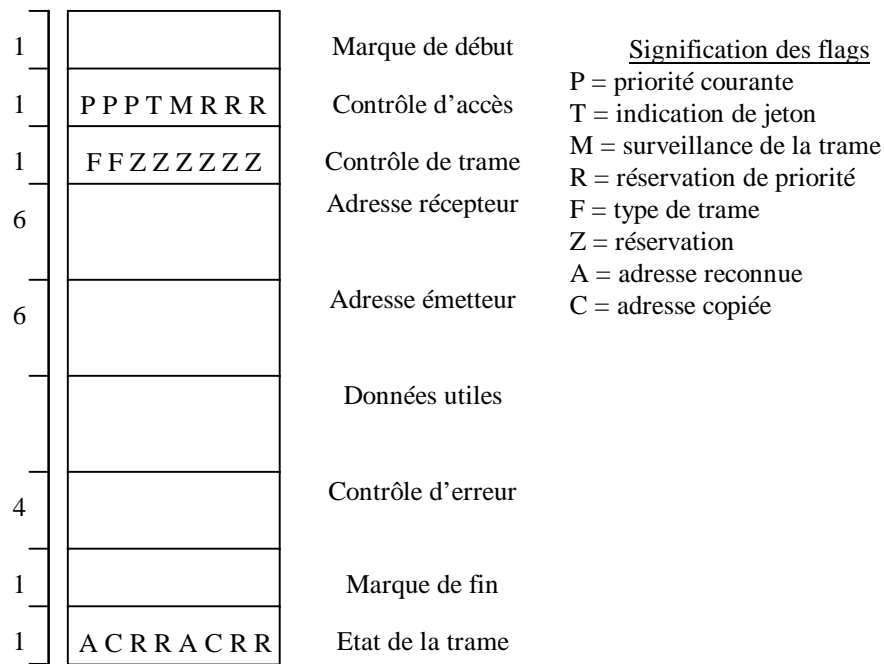 1 Marque de début
1 P P P T M R R R Contrôle d'accès
1 F F Z Z Z Z Z Z Contrôle de trame
6 Adresse récepteur
6 Adresse émetteur
Données utiles
4 Contrôle d'erreur
1 Marque de fin
1 A C R R A C R R Etat de la trame
Signification des flags
P = priorité courante
T = indication de jeton
M = surveillance de la trame
R = réservation de priorité
F = type de trame
Z = réservation
A = adresse reconnue
C = adresse copiée